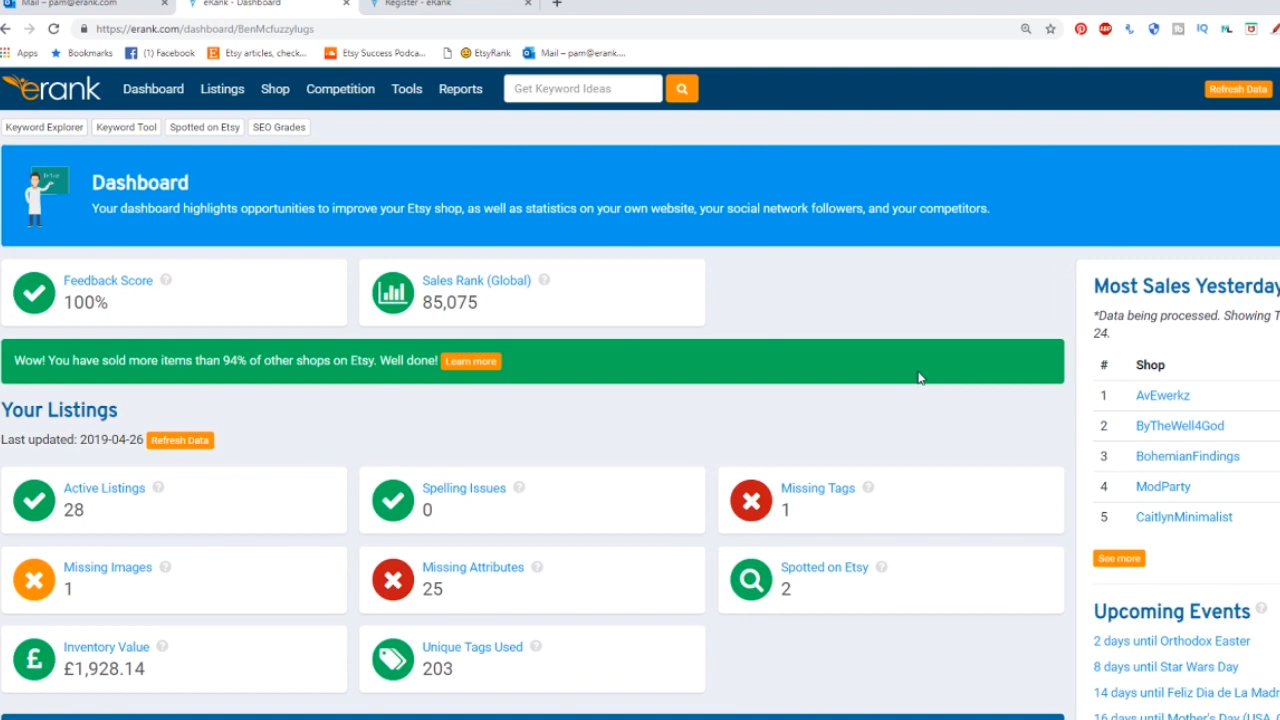 Mail – pam@erank.com
eRank - Dashboard
Register - eRank
https://erank.com/dashboard/BenMcfuzzylugs
Apps Bookmarks (1) Facebook Etsy articles, check... Etsy Success Podca... EtsyRank Mail – pam@erank....
erank Dashboard Listings Shop Competition Tools Reports Get Keyword Ideas Refresh Data
Keyword Explorer Keyword Tool Spotted on Etsy SEO Grades
Dashboard
Your dashboard highlights opportunities to improve your Etsy shop, as well as statistics on your own website, your social network followers, and your competitors.
Feedback Score
100%
Sales Rank (Global)
85,075
Wow! You have sold more items than 94% of other shops on Etsy. Well done! Learn more
Your Listings
Last updated: 2019-04-26 Refresh Data
Active Listings
28
Spelling Issues
0
Missing Tags
1
Missing Images
1
Missing Attributes
25
Spotted on Etsy
2
Inventory Value
£1,928.14
Unique Tags Used
203
Most Sales Yesterday
*Data being processed. Showing T
24.
# Shop
1 AvEwerkz
2 ByTheWell4God
3 BohemianFindings
4 ModParty
5 CaitlynMinimalist
See more
Upcoming Events
2 days until Orthodox Easter
8 days until Star Wars Day
14 days until Feliz Dia de La Madr
16 days until Mother's Day (USA,